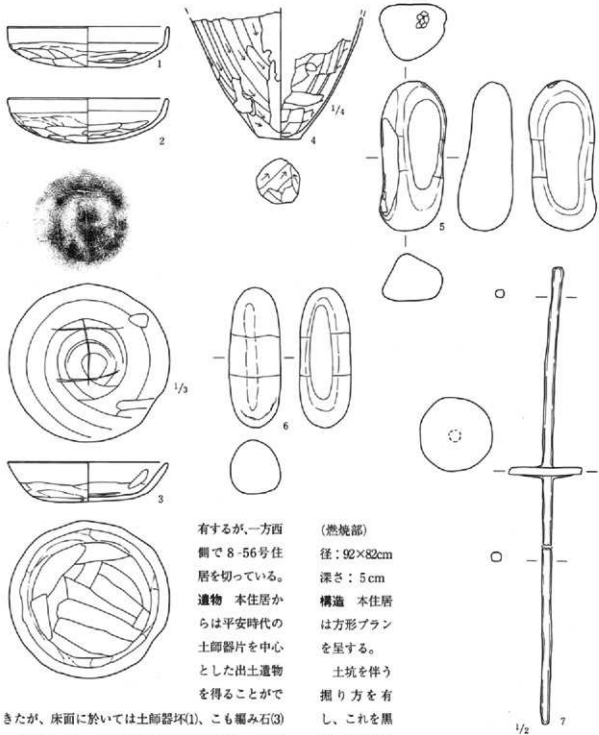 1
2
1/4
4
5
1/3
6
3
7
1/2
有するが、一方西
側で8-56号住
居を切っている。
遺物　本住居か
らは平安時代の
土師器片を中心
とした出土遺物
を得ることがで
きたが、床面に於いては土師器坏(1)、こも編み石(3)
(燃焼部)
径：92×82cm
深さ：5cm
構造　本住居
は方形プラン
を呈する。
　土坑を伴う
掘り方を有
し、これを黒